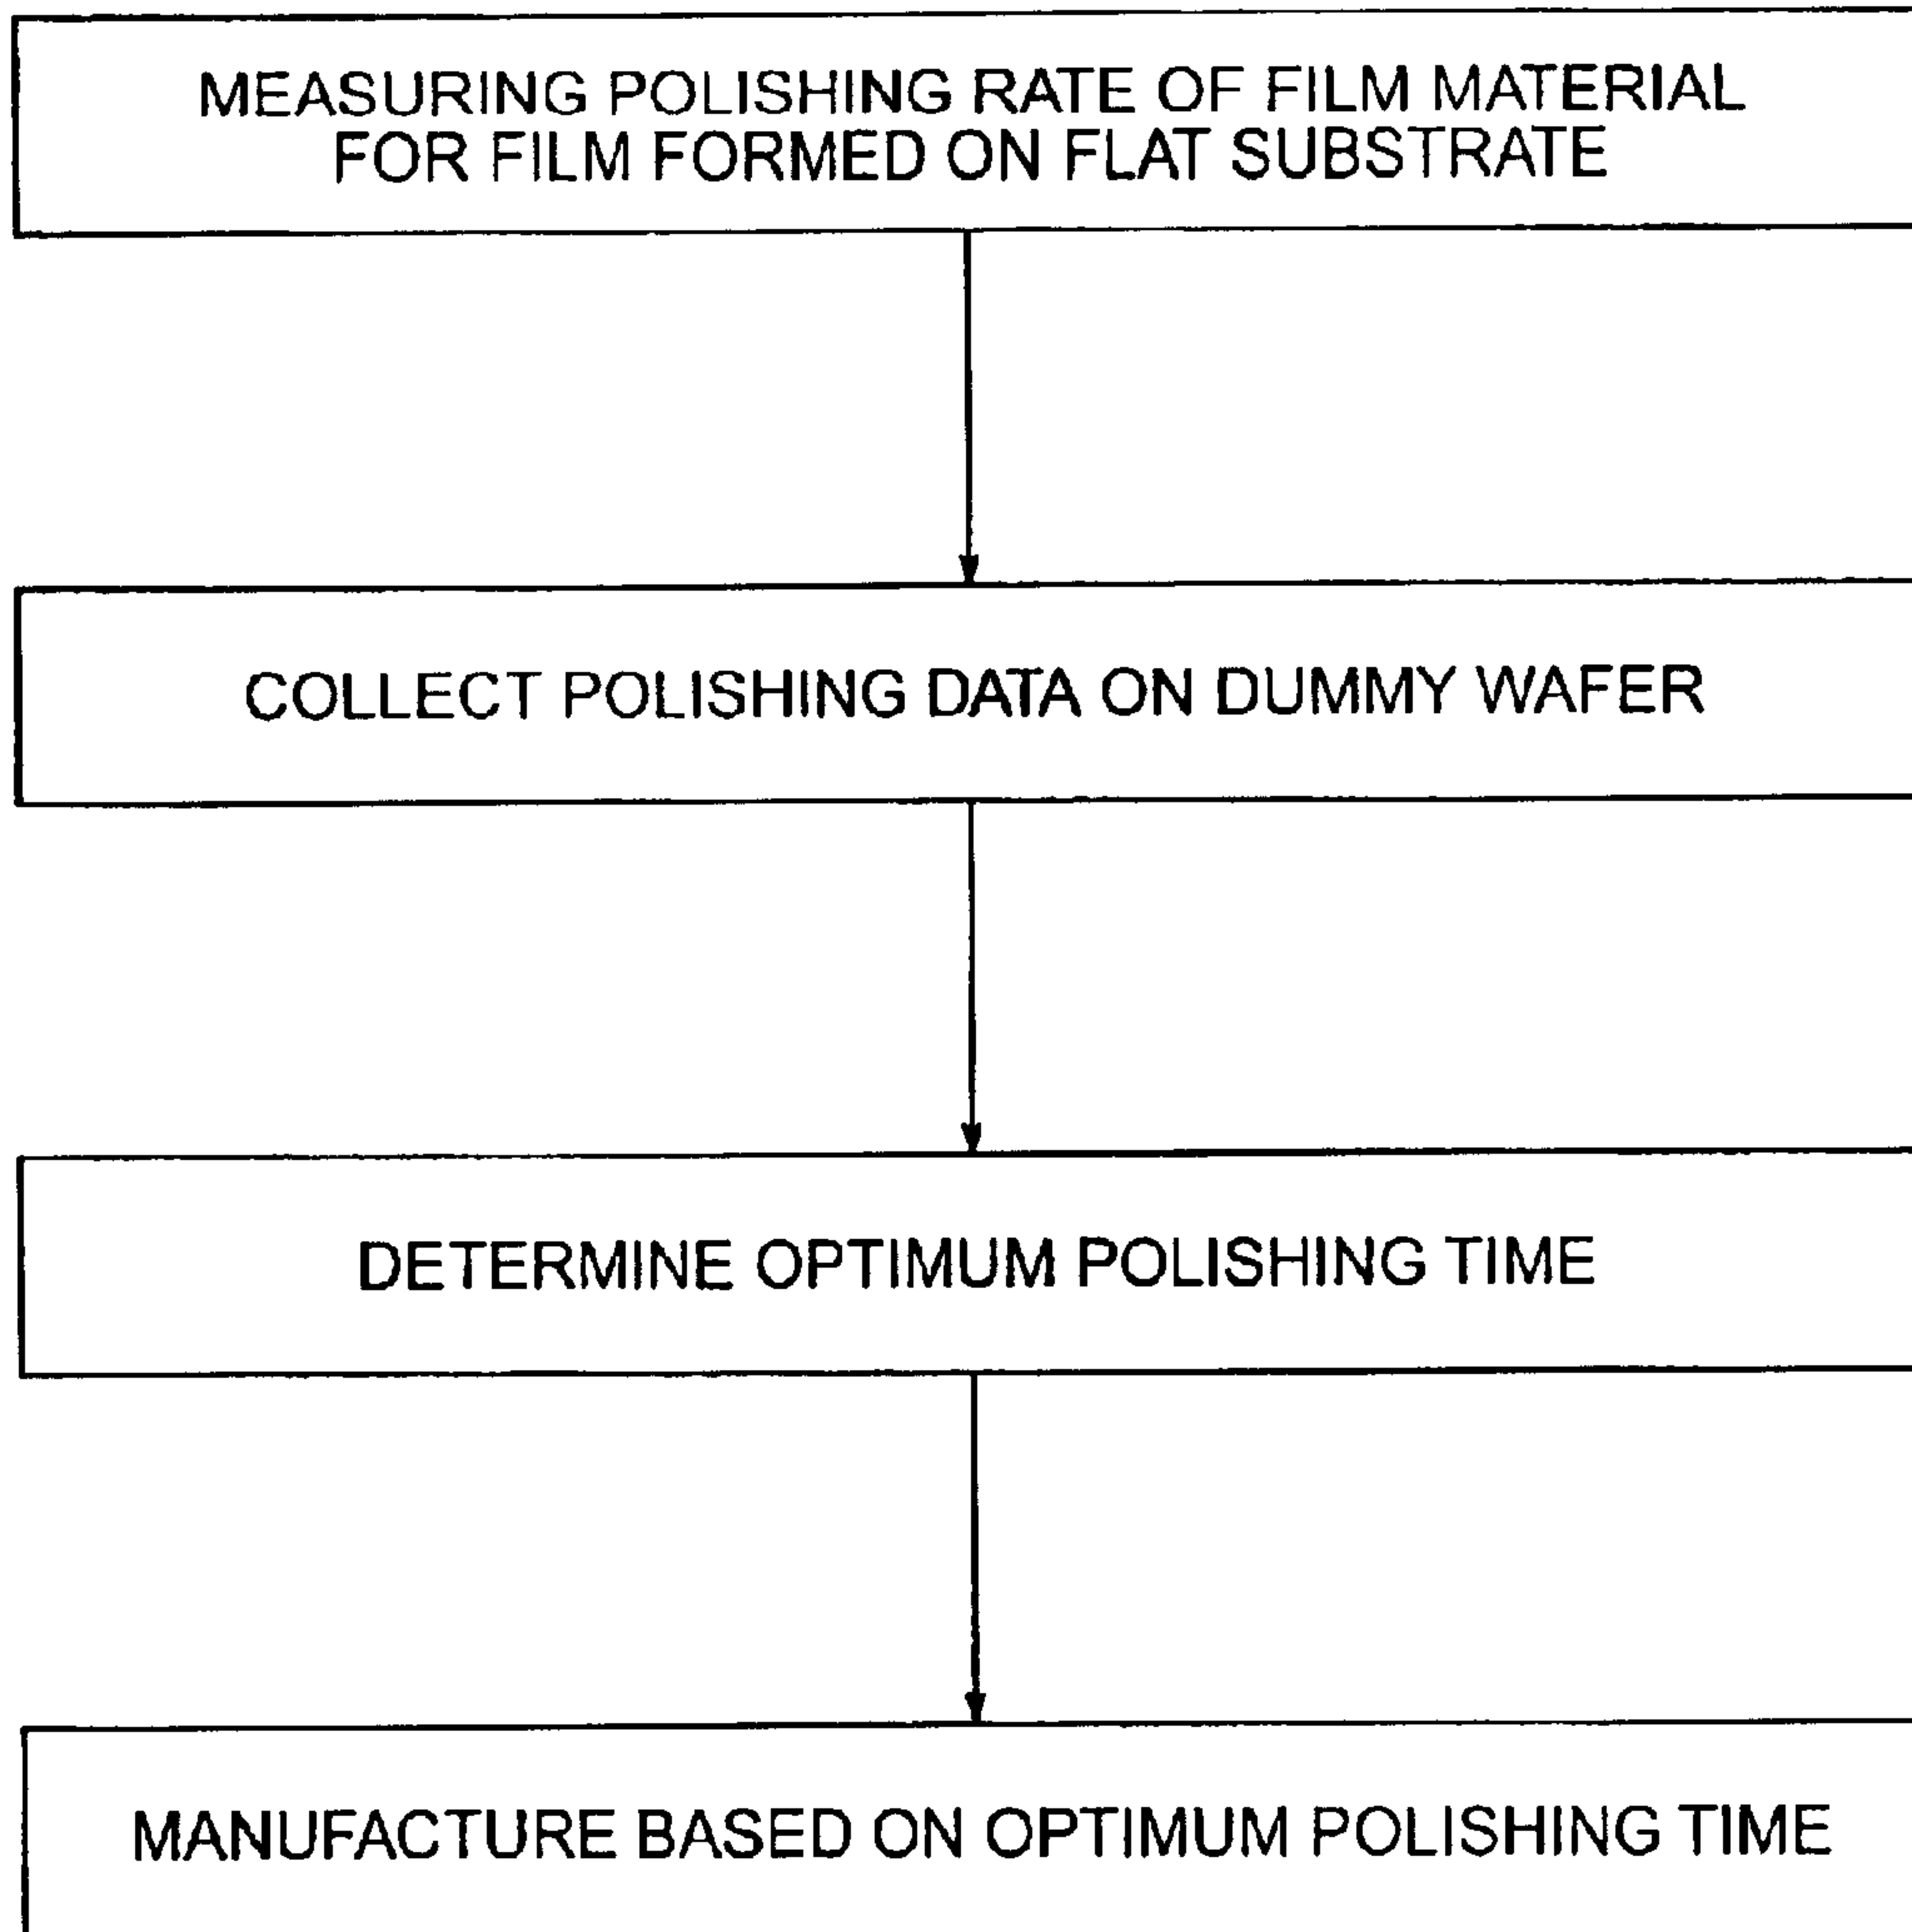 MEASURING POLISHING RATE OF FILM MATERIAL
FOR FILM FORMED ON FLAT SUBSTRATE
COLLECT POLISHING DATA ON DUMMY WAFER
DETERMINE OPTIMUM POLISHING TIME
MANUFACTURE BASED ON OPTIMUM POLISHING TIME